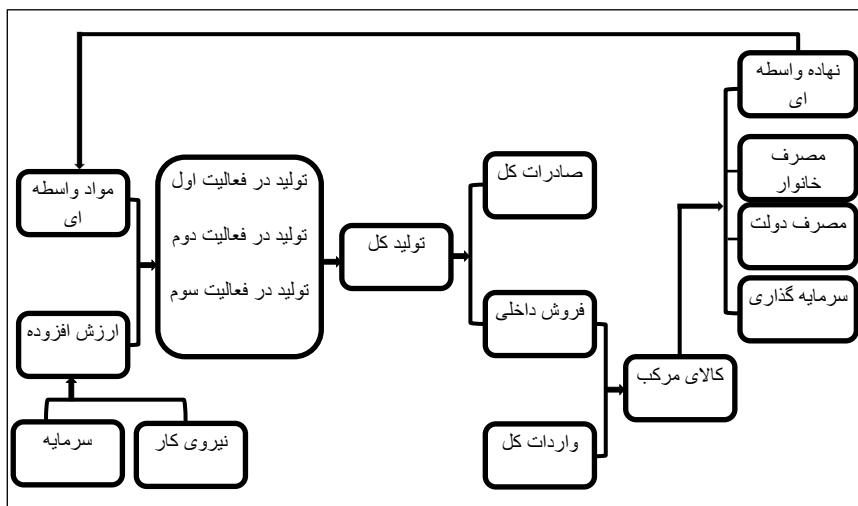 نهاده واسطه
ای
مصرف
خانوار
مصرف دولت
سرمایه گذاری
صادرات کل
تولید در فعالیت اول
تولید در فعالیت دوم
تولید در فعالیت سوم
مواد واسطه
ای
تولید کل
فروش داخلی
ارزش افزوده
کالای مرکب
واردات کل
نیروی کار
سرمایه